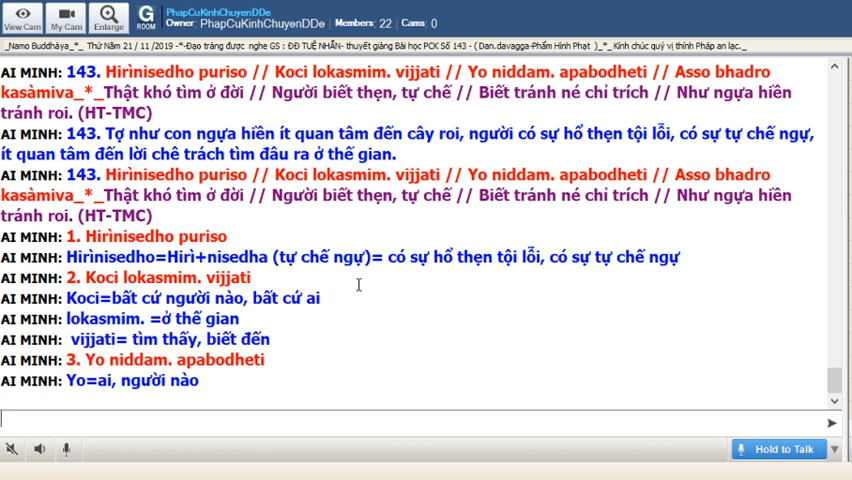 View Cam
My Cam
Enlarge
G
ROOM
PhapCuKinhChuyenDDe
Owner: PhapCuKinhChuyenDDe Members: 22 Cams: 0
_Namo Buddhàya_*_ Thứ Năm 21 / 11 /2019 -*-Đạo tràng được nghe GS : ĐĐ TUỆ NHẪN- thuyết giảng Bài học PCK Số 143 - ( Dan.davagga-Phẩm Hình Phạt )_*_ Kính chúc quý vị thính Pháp an lạc._
AI MINH: 143. Hirìnisedho puriso // Koci lokasmim. vijjati // Yo niddam. apabodheti // Asso bhadro
kasàmiva_*_Thật khó tìm ở đời // Người biết thẹn, tự chế // Biết tránh né chỉ trích // Như ngựa hiền
tránh roi. (HT-TMC)
AI MINH: 143. Tợ như con ngựa hiền ít quan tâm đến cây roi, người có sự hổ thẹn tội lỗi, có sự tự chế ngự,
ít quan tâm đến lời chê trách tìm đâu ra ở thế gian.
AI MINH: 143. Hirìnisedho puriso // Koci lokasmim. vijjati // Yo niddam. apabodheti // Asso bhadro
kasàmiva_*_Thật khó tìm ở đời // Người biết thẹn, tự chế // Biết tránh né chỉ trích // Như ngựa hiền
tránh roi. (HT-TMC)
AI MINH: 1. Hirìnisedho puriso
AI MINH: Hirìnisedho=Hirì+nisedha (tự chế ngự)= có sự hổ thẹn tội lỗi, có sự tự chế ngự
AI MINH: 2. Koci lokasmim. vijjati
AI MINH: Koci=bất cứ người nào, bất cứ ai
AI MINH: lokasmim. =ở thế gian
AI MINH: vijjati= tìm thấy, biết đến
AI MINH: 3. Yo niddam. apabodheti
AI MINH: Yo=ai, người nào
Hold to Talk